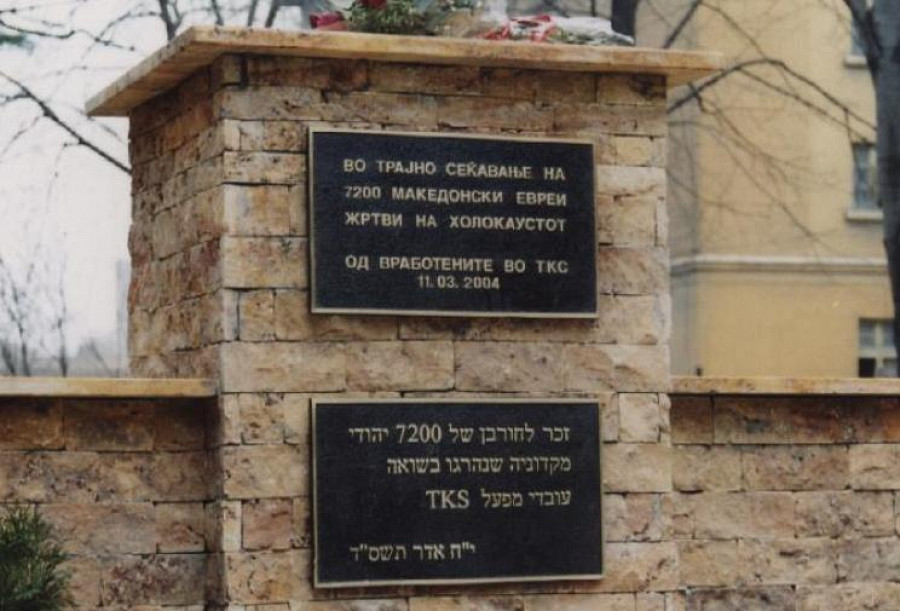 ВО ТРАЈНО СЕЌАВАЊЕ НА
7200 МАКЕДОНСКИ ЕВРЕИ
ЖРТВИ НА ХОЛОКАУСТОТ
ОД ВРАБОТЕНИТЕ ВО ТКС
11.03.2004
זכר לחורבן של 7200 יהודי
מקדוניה שנהרגו בשואה
עובדי מפעל TKS
י"ח אדר תשס"ד